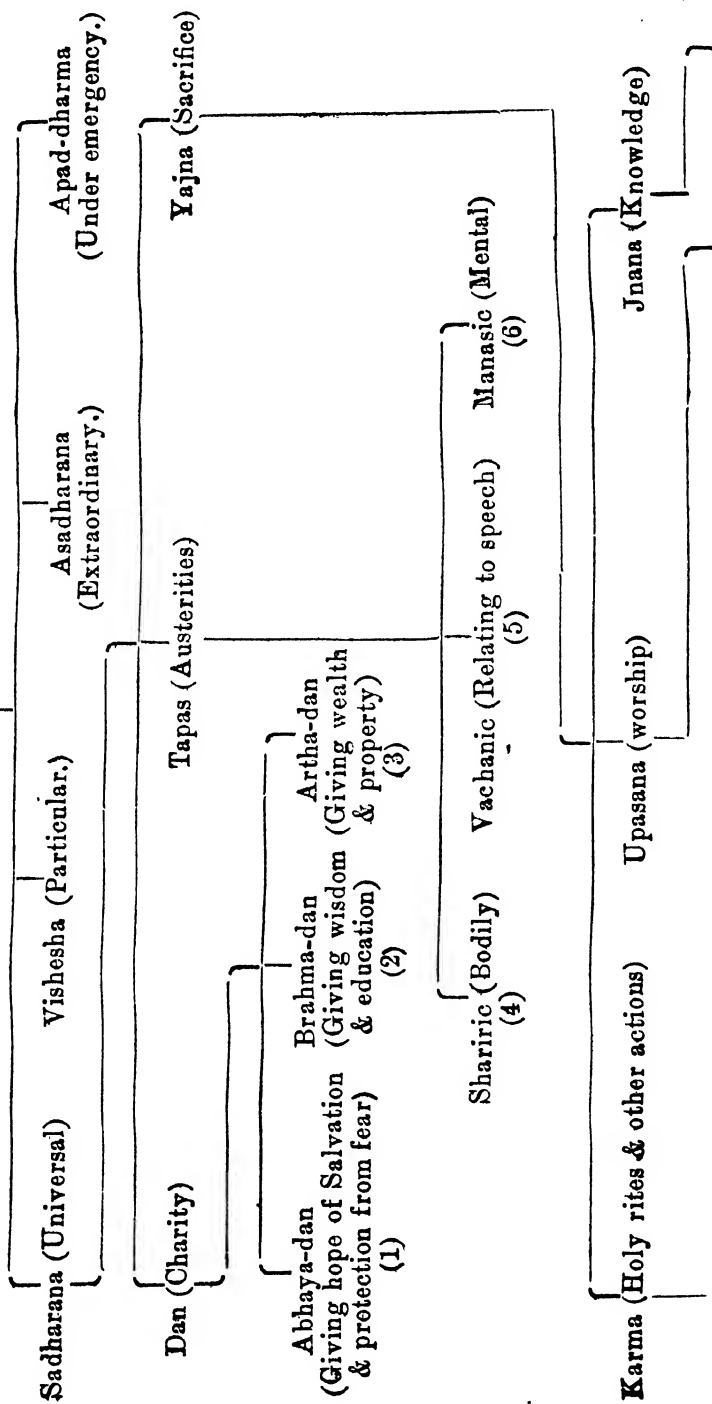 Sadharana (Universal)
Vishesha (Particular.)
Asadharana
(Extraordinary.)
Apad-dharma
(Under emergency.)
Dan (Charity)
Tapas (Austerities)
Yajna (Sacrifice)
Abhaya-dan
(Giving hope of Salvation
& protection from fear)
(1)
Brahma-dan
(Giving wisdom
& education)
(2)
Artha-dan
(Giving wealth
& property)
(3)
Shariric (Bodily)
(4)
Vachanic (Relating to speech)
(5)
Manasic (Mental)
(6)
Karma (Holy rites & other actions)
Upasana (worship)
Jnana (Knowledge)